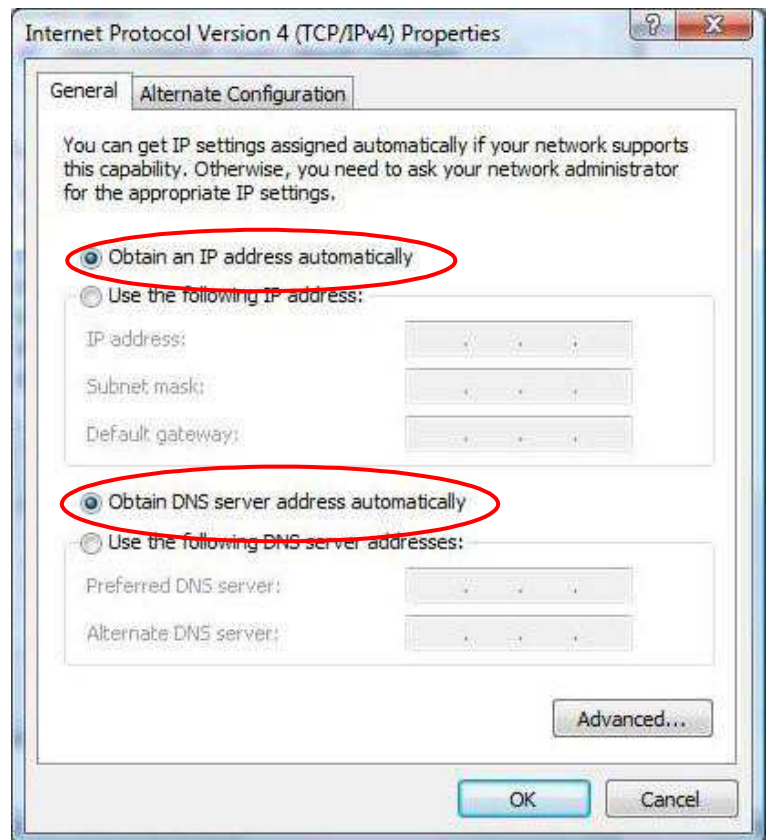 Internet Protocol Version 4 (TCP/IPv4) Properties
General
Alternate Configuration
You can get IP settings assigned automatically if your network supports
this capability. Otherwise, you need to ask your network administrator
for the appropriate IP settings.
Obtain an IP address automatically
Use the following IP address:
IP address:
Subnet mask:
Default gateway:
Obtain DNS server address automatically
Use the following DNS server addresses:
Preferred DNS server:
Alternate DNS server:
Advanced...
OK
Cancel